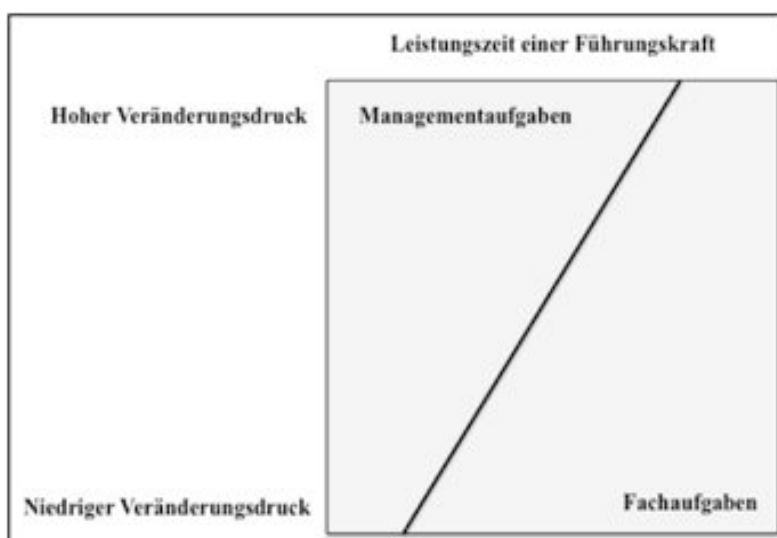 Leistungszeit einer Führungskraft
Hoher Veränderungsdruck
Managementaufgaben
Niedriger Veränderungsdruck
Fachaufgaben